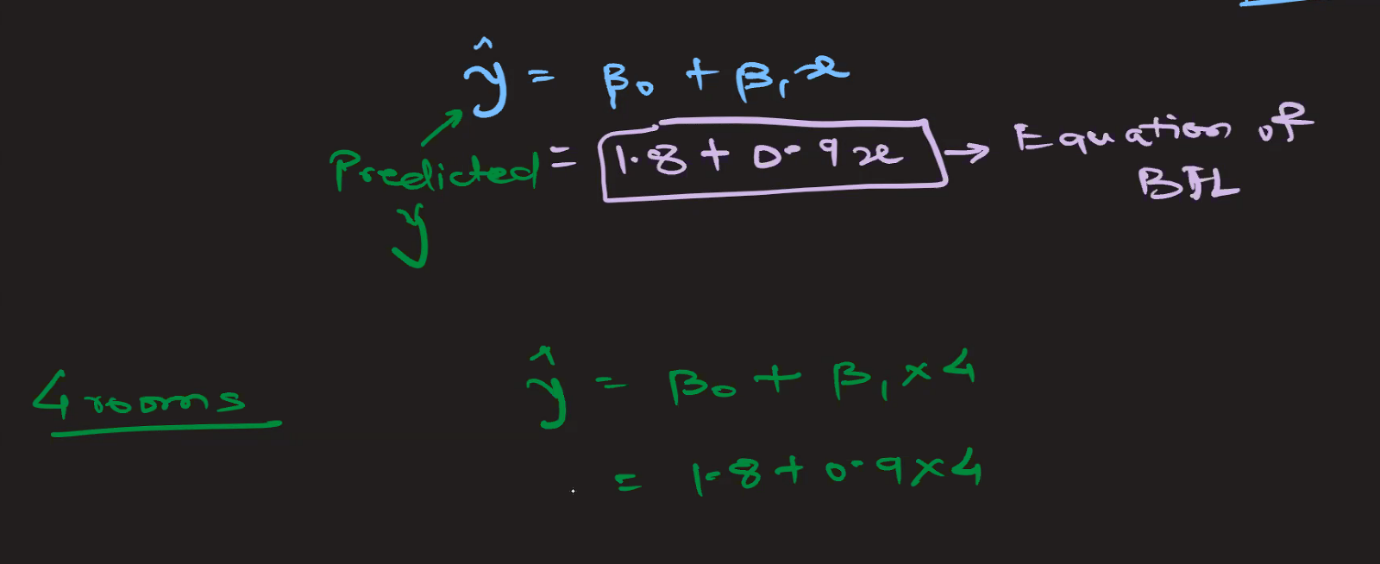 ŷ = β₀ + β₁x
Predicted y = 1.8 + 0.9x → Equation of BFL
4 rooms
ŷ = β₀ + β₁ × 4
= 1.8 + 0.9 × 4